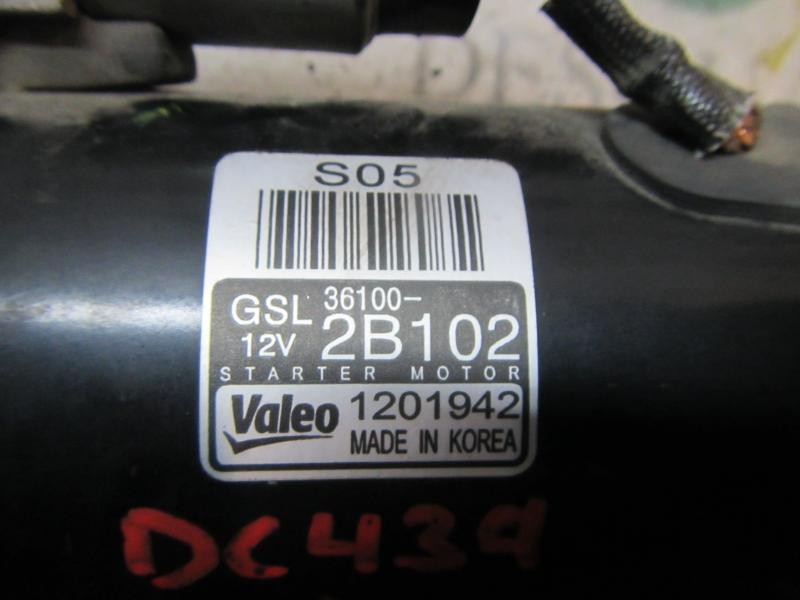 S05
GSL 36100-
12V 2B102
STARTER MOTOR
Valeo 1201942
MADE IN KOREA
DC439